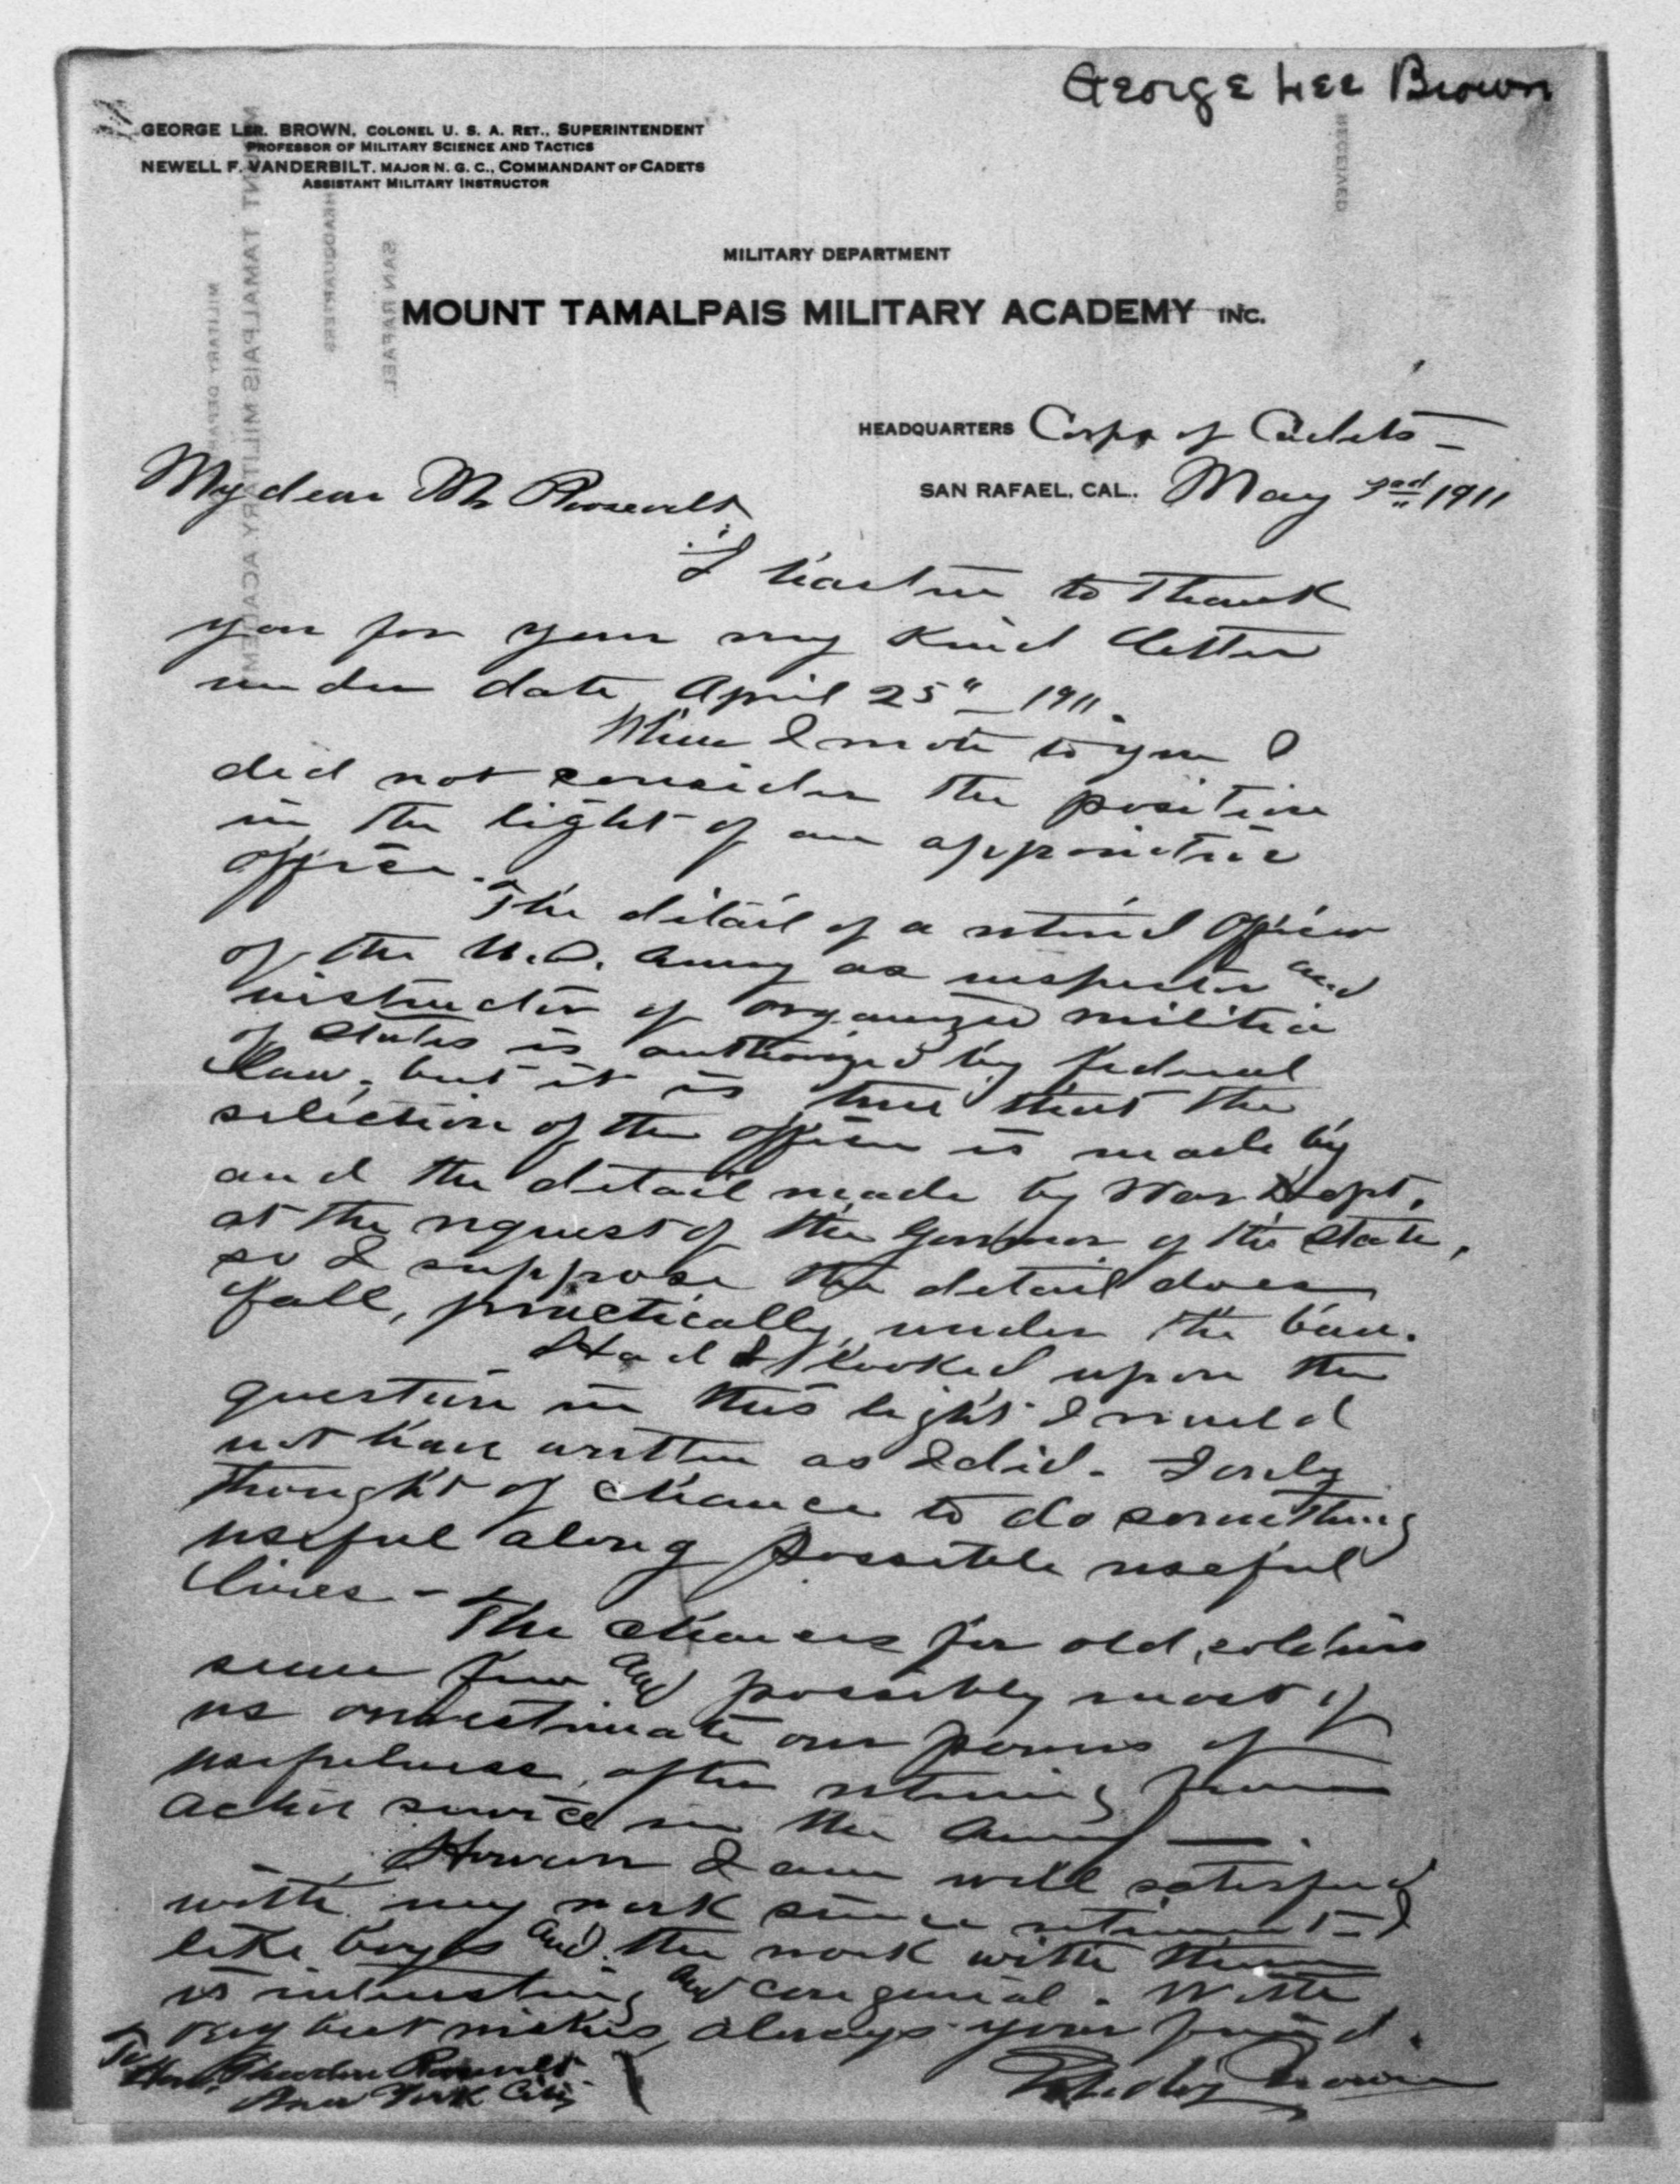 George Lee Brown
GEORGE LER. BROWN, COLONEL U. S. A. RET., SUPERINTENDENT
PROFESSOR OF MILITARY SCIENCE AND TACTICS
NEWELL F. VANDERBILT, MAJOR N. G. C., COMMANDANT OF CADETS
ASSISTANT MILITARY INSTRUCTOR
RECEIVED
MILITARY DEPARTMENT
MOUNT TAMALPAIS MILITARY ACADEMY INC.
HEADQUARTERS Corps of Cadets –
SAN RAFAEL, CAL. May 3rd 1911
My dear Mr Roosevelt
I hasten to thank
you for your very kind letter
under date April 25" 1911.
When I wrote to you I
did not consider the position
in the light of an appointive
office.
The detail of a retired officer
of the U.S. Army as inspector and
instructor of organized militia
of States is authorized by federal
law, but it is true that the
selection of the officer is made by
and the detail made by War Dept.
at the request of the Governor of the State,
so I suppose the detail does
fall, practically, under the ban.
Had I looked upon the
question in this light I would
not have written as I did. I only
thought of chance to do something
useful along possible useful
lines –
The chances for old soldiers
seem few and possibly most of
us overestimate our powers of
usefulness, after retiring from
active service in the Army —.
However I am well satisfied
with my work since retirement – I
like boys and the work with them
is interesting and congenial. With
very best wishes, always your friend.
To
Hon. Theodore Roosevelt
New York City
Brown